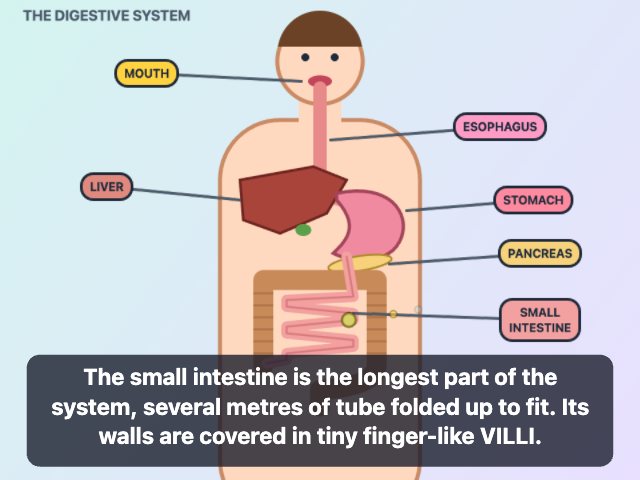 THE DIGESTIVE SYSTEM
MOUTH
ESOPHAGUS
LIVER
STOMACH
PANCREAS
SMALL
INTESTINE
The small intestine is the longest part of the
system, several metres of tube folded up to fit. Its
walls are covered in tiny finger-like VILLI.